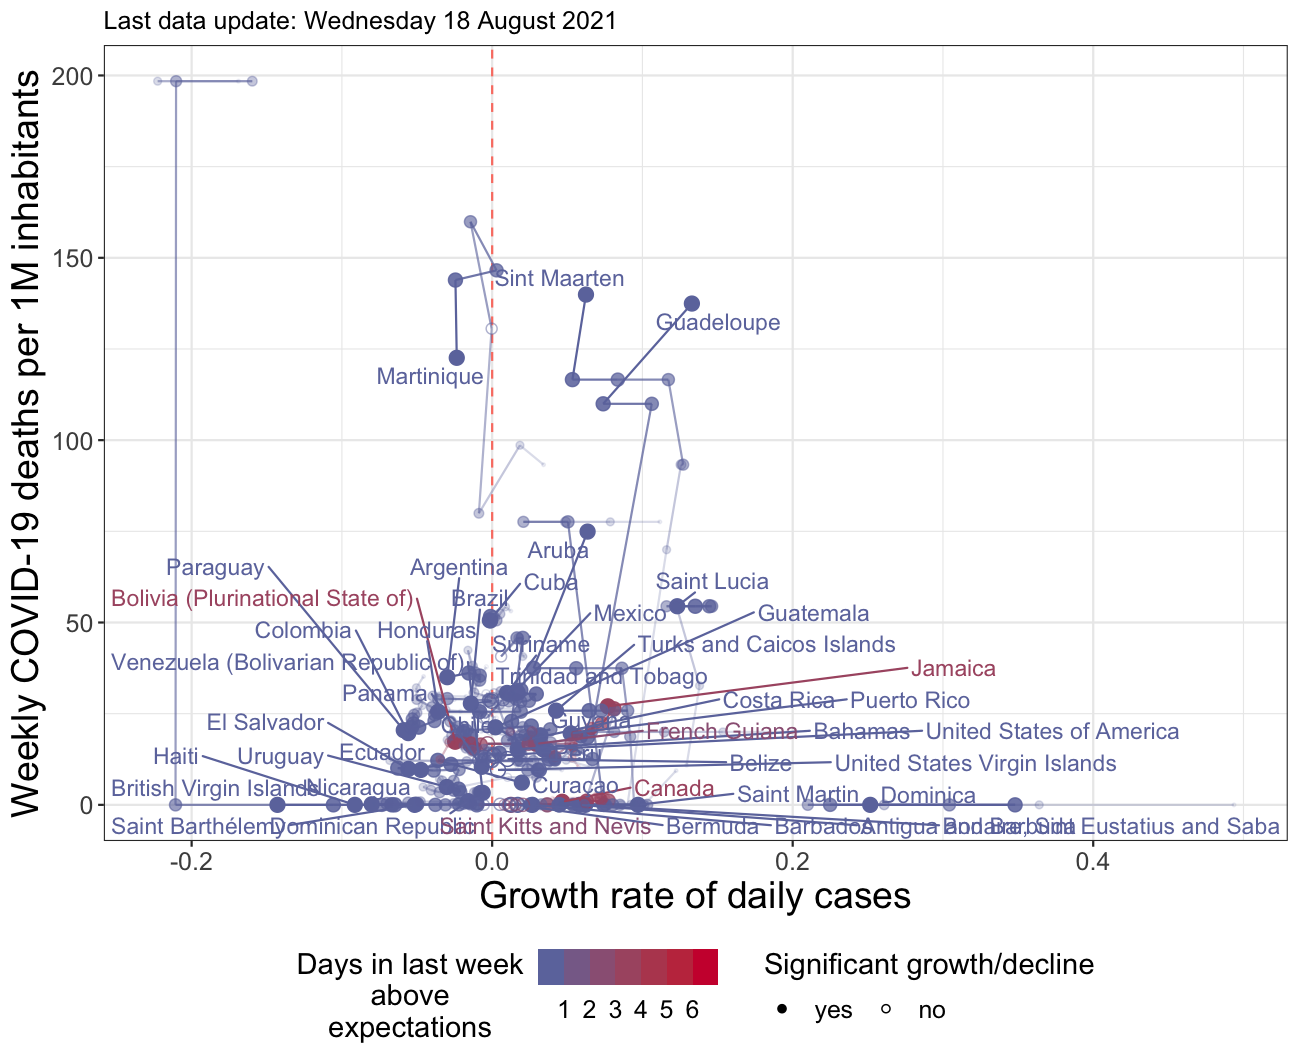 Last data update: Wednesday 18 August 2021
Weekly COVID-19 deaths per 1M inhabitants
200
150
100
50
0
Sint Maarten
Guadeloupe
Martinique
Aruba
Paraguay
Argentina
Cuba
Saint Lucia
Bolivia (Plurinational State of)
Brazil
Mexico
Guatemala
Colombia
Honduras
Suriname
Turks and Caicos Islands
Venezuela (Bolivarian Republic of)
Trinidad and Tobago
Jamaica
Panama
Costa Rica
Puerto Rico
El Salvador
Chile
Guyana
French Guiana
Bahamas
United States of America
Haiti
Uruguay
Ecuador
Peru
Belize
United States Virgin Islands
British Virgin Islands
Nicaragua
Curaçao
Canada
Saint Martin
Dominica
Saint Barthélemy
Dominican Republic
Saint Kitts and Nevis
Bermuda
Barbados
Antigua and Barbuda
Bonaire, Sint Eustatius and Saba
-0.2 0.0 0.2 0.4
Growth rate of daily cases
Days in last week
above
expectations
1 2 3 4 5 6
Significant growth/decline
yes no